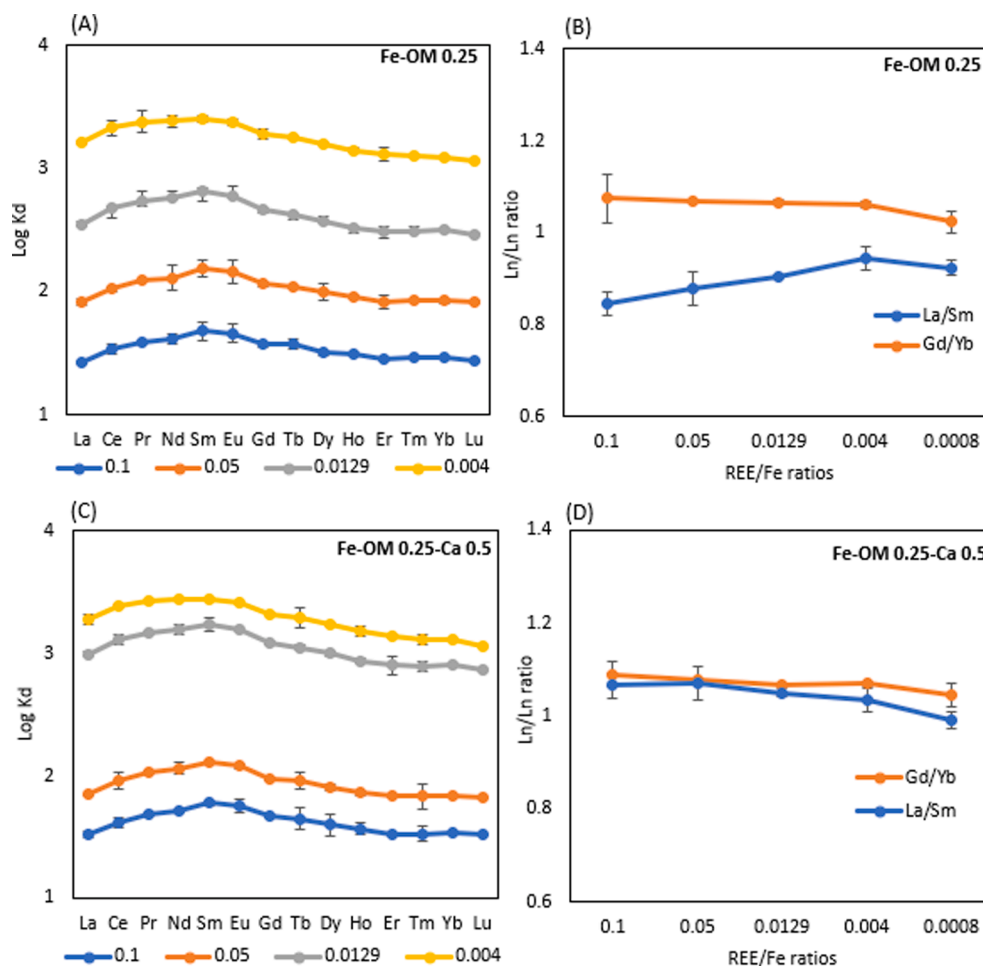 (A)
Fe-OM 0.25
4
3
2
1
Log Kd
La Ce Pr Nd Sm Eu Gd Tb Dy Ho Er Tm Yb Lu
0.1 0.05 0.0129 0.004
(B)
Fe-OM 0.25
1.4
1.2
1
0.8
0.6
Ln/Ln ratio
La/Sm
Gd/Yb
0.1 0.05 0.0129 0.004 0.0008
REE/Fe ratios
(C)
Fe-OM 0.25-Ca 0.5
4
3
2
1
Log Kd
La Ce Pr Nd Sm Eu Gd Tb Dy Ho Er Tm Yb Lu
0.1 0.05 0.0129 0.004
(D)
Fe-OM 0.25-Ca 0.5
1.4
1.2
1
0.8
0.6
Ln/Ln ratio
Gd/Yb
La/Sm
0.1 0.05 0.0129 0.004 0.0008
REE/Fe ratios